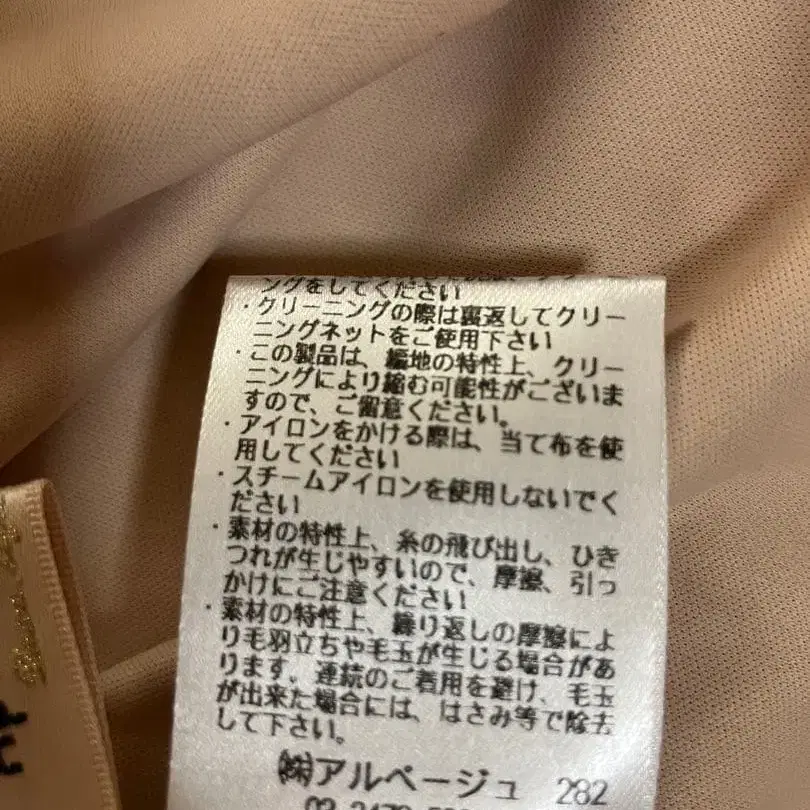 ングをしてください
・クリーニングの際は裏返してクリー
ニングネットをご使用下さい
・この製品は、編地の特性上、クリー
ニングにより縮む可能性がございま
すので、ご留意ください。
・アイロンをかける際は、当て布を使
用してください
・スチームアイロンを使用しないでく
ださい
・素材の特性上、糸の飛び出し、ひき
つれが生じやすいので、摩擦、引っ
かけにご注意ください
・素材の特性上、繰り返しの摩擦によ
り毛羽立ちや毛玉が生じる場合があ
ります。連続のご着用を避け、毛玉
が出来た場合には、はさみ等で除去
して下さい。
㈱アルページュ 282